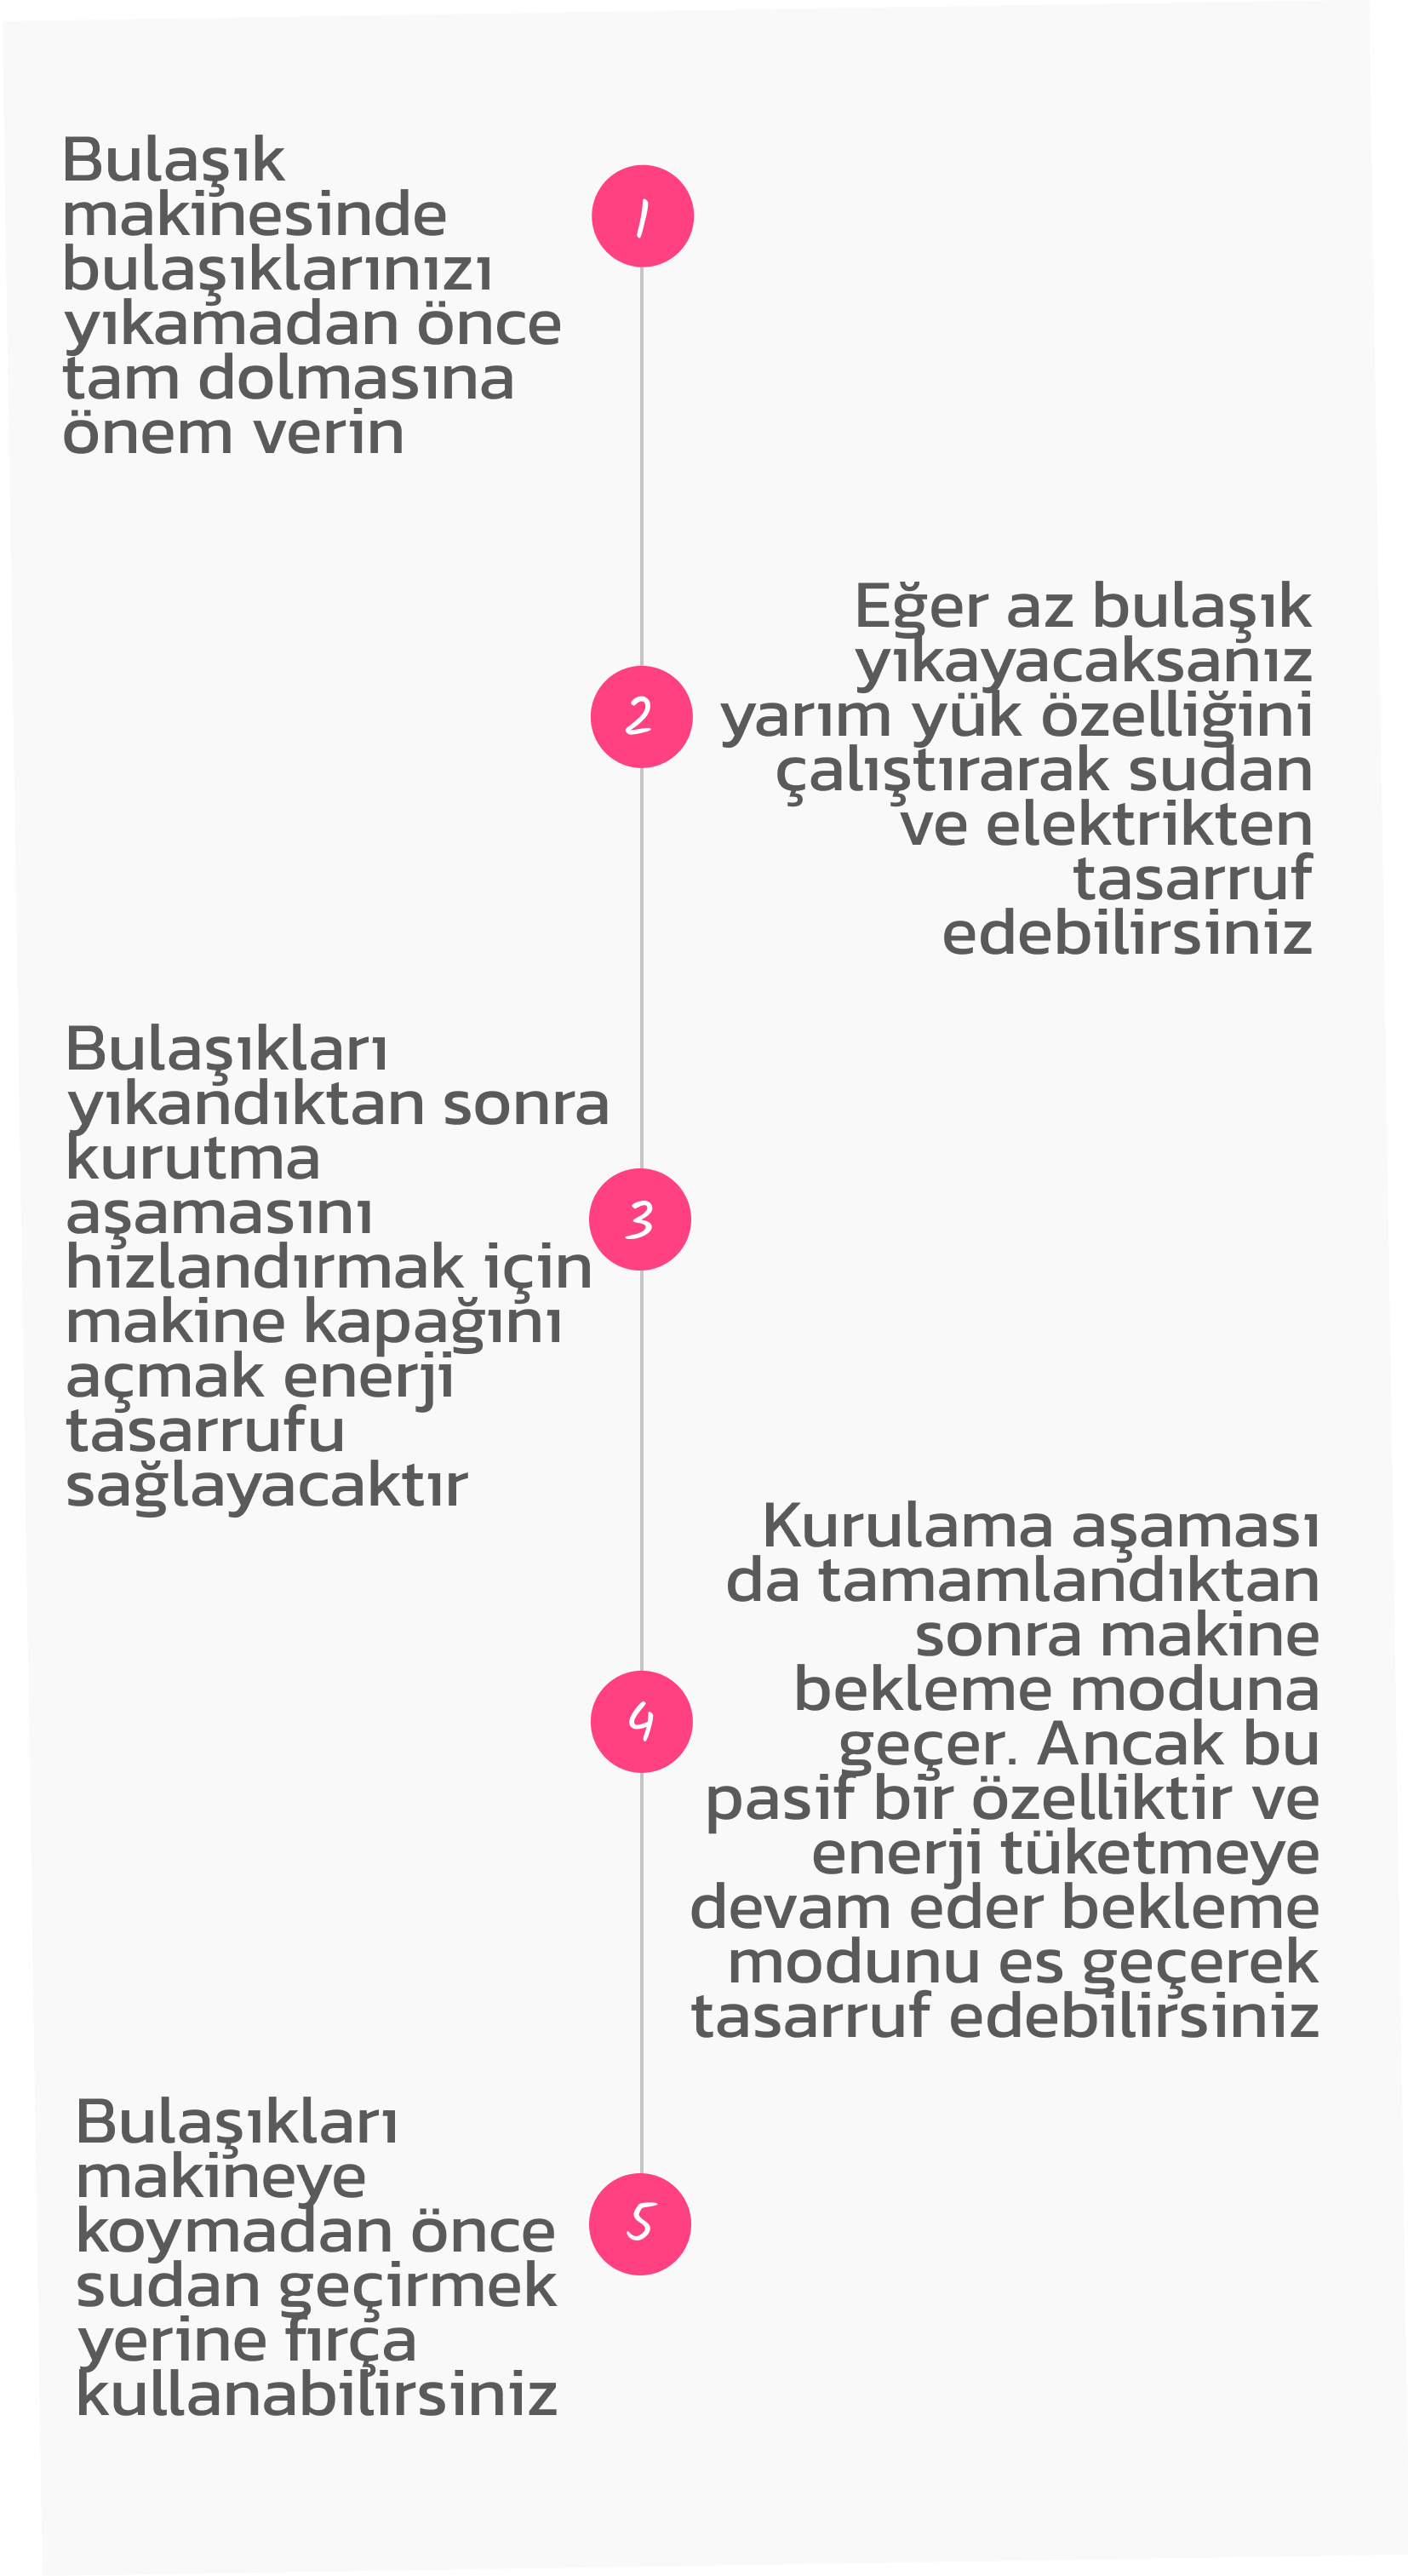 Bulaşık
makinesinde
bulaşıklarınızı
yıkamadan önce
tam dolmasına
önem verin
1
Eğer az bulaşık
yıkayacaksanız
yarım yük özelliğini
çalıştırarak sudan
ve elektrikten
tasarruf
edebilirsiniz
2
Bulaşıkları
yıkandıktan sonra
kurutma
aşamasını
hızlandırmak için
makine kapağını
açmak enerji
tasarrufu
sağlayacaktır
3
Kurulama aşaması
da tamamlandıktan
sonra makine
bekleme moduna
geçer. Ancak bu
pasif bir özelliktir ve
enerji tüketmeye
devam eder bekleme
modunu es geçerek
tasarruf edebilirsiniz
4
Bulaşıkları
makineye
koymadan önce
sudan geçirmek
yerine fırça
kullanabilirsiniz
5